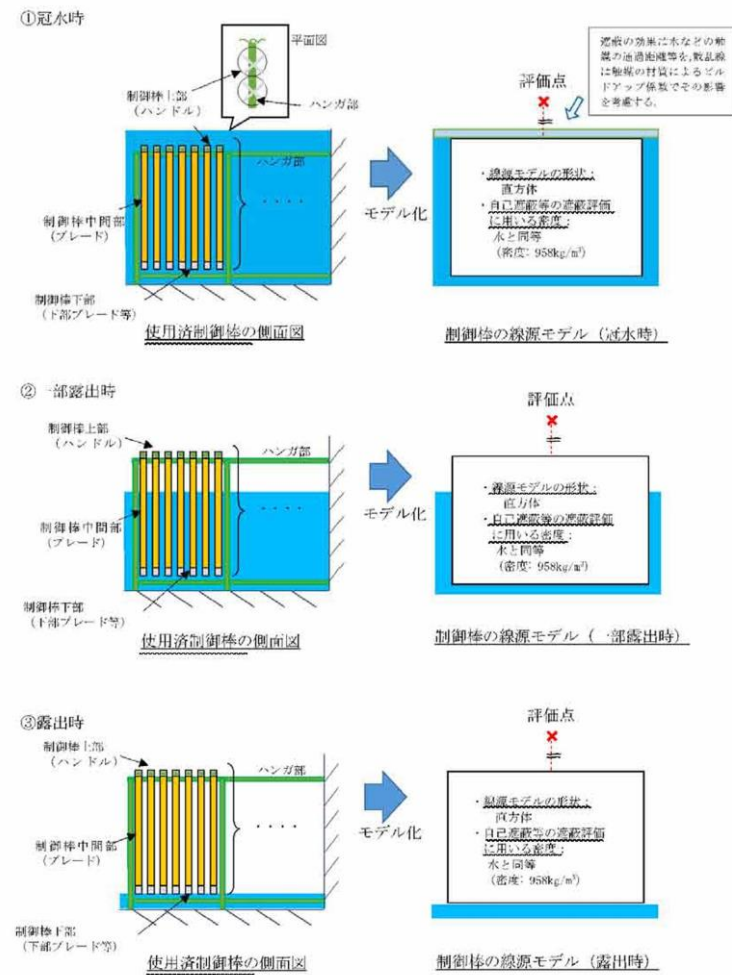 ①冠水時
平面図
制御棒上部
(ハンドル)
ハンガ部
ハンガ部
・・・・
制御棒中間部
(ブレード)
制御棒下部
(下部ブレード等)
使用済制御棒の側面図
モデル化
遮蔽の効果は水などの触
媒の通過距離等を,散乱線
は触媒の材質によるビル
ドアップ係数でその影響
を考慮する。
評価点
・線源モデルの形状:
直方体
・自己遮蔽等の遮蔽評価
に用いる密度:
水と同等
(密度: 958kg/m³)
制御棒の線源モデル(冠水時)
②一部露出時
制御棒上部
(ハンドル)
ハンガ部
・・・・
制御棒中間部
(ブレード)
制御棒下部
(下部ブレード等)
使用済制御棒の側面図
モデル化
評価点
・線源モデルの形状:
直方体
・自己遮蔽等の遮蔽評価
に用いる密度:
水と同等
(密度: 958kg/m³)
制御棒の線源モデル(一部露出時)
③露出時
制御棒上部
(ハンドル)
ハンガ部
・・・・
制御棒中間部
(ブレード)
制御棒下部
(下部ブレード等)
使用済制御棒の側面図
モデル化
評価点
・線源モデルの形状:
直方体
・自己遮蔽等の遮蔽評価
に用いる密度:
水と同等
(密度: 958kg/m³)
制御棒の線源モデル(露出時)